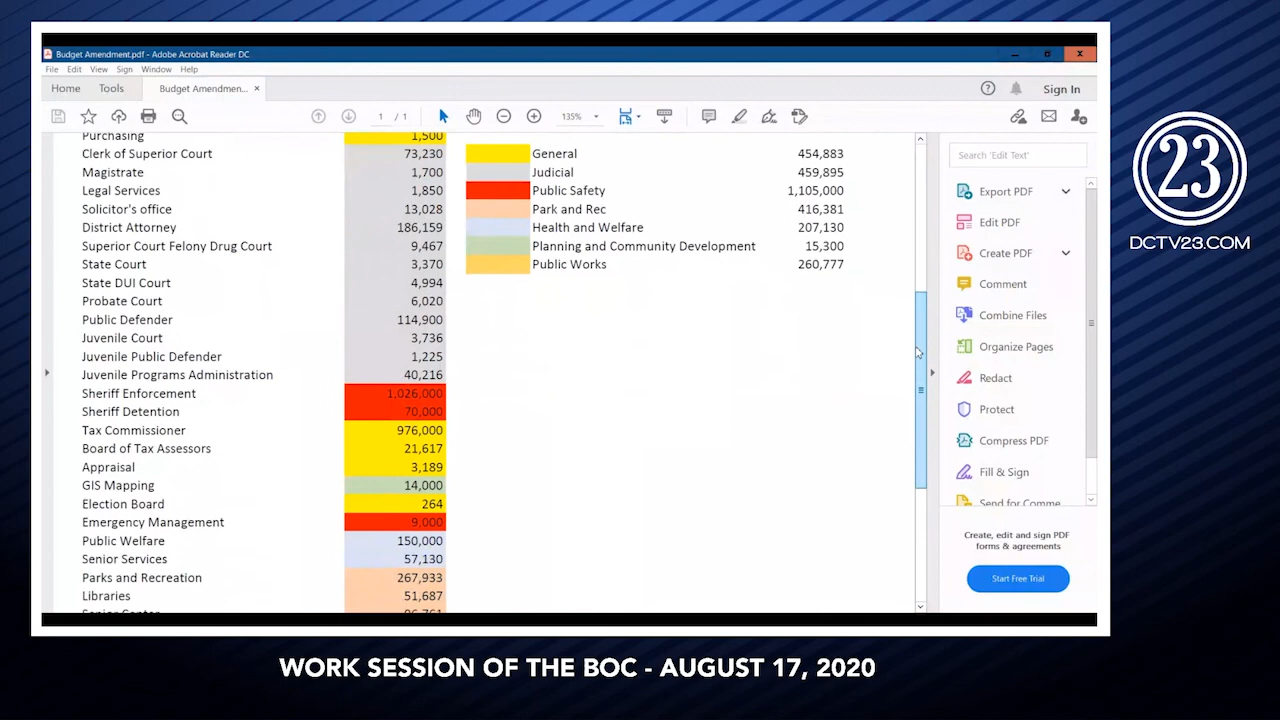 Budget Amendment.pdf - Adobe Acrobat Reader DC
File Edit View Sign Window Help
Home Tools Budgest Amendmen... × Sign In
1 / 1 135%
Purchasing 1,500
Clerk of Superior Court 73,230
Magistrate 1,700
Legal Services 1,850
Solicitor's office 13,028
District Attorney 186,159
Superior Court Felony Drug Court 9,467
State Court 3,370
State DUI Court 4,994
Probate Court 6,020
Public Defender 114,900
Juvenile Court 3,736
Juvenile Public Defender 1,225
Juvenile Programs Administration 40,216
Sheriff Enforcement 1,026,000
Sheriff Detention 70,000
Tax Commissioner 976,000
Board of Tax Assessors 21,617
Appraisal 3,189
GIS Mapping 14,000
Election Board 264
Emergency Management 9,000
Public Welfare 150,000
Senior Services 57,130
Parks and Recreation 267,933
Libraries 51,687
Senior Center 96,761
General 454,883
Judicial 459,895
Public Safety 1,105,000
Park and Rec 416,381
Health and Welfare 207,130
Planning and Community Development 15,300
Public Works 260,777
Search 'Edit Text'
Export PDF
Edit PDF
Create PDF
Comment
Combine Files
Organize Pages
Redact
Protect
Compress PDF
Fill & Sign
Send for Comme
Create, edit and sign PDF
forms & agreements
Start Free Trial
23
DCTV23.COM
WORK SESSION OF THE BOC - AUGUST 17, 2020